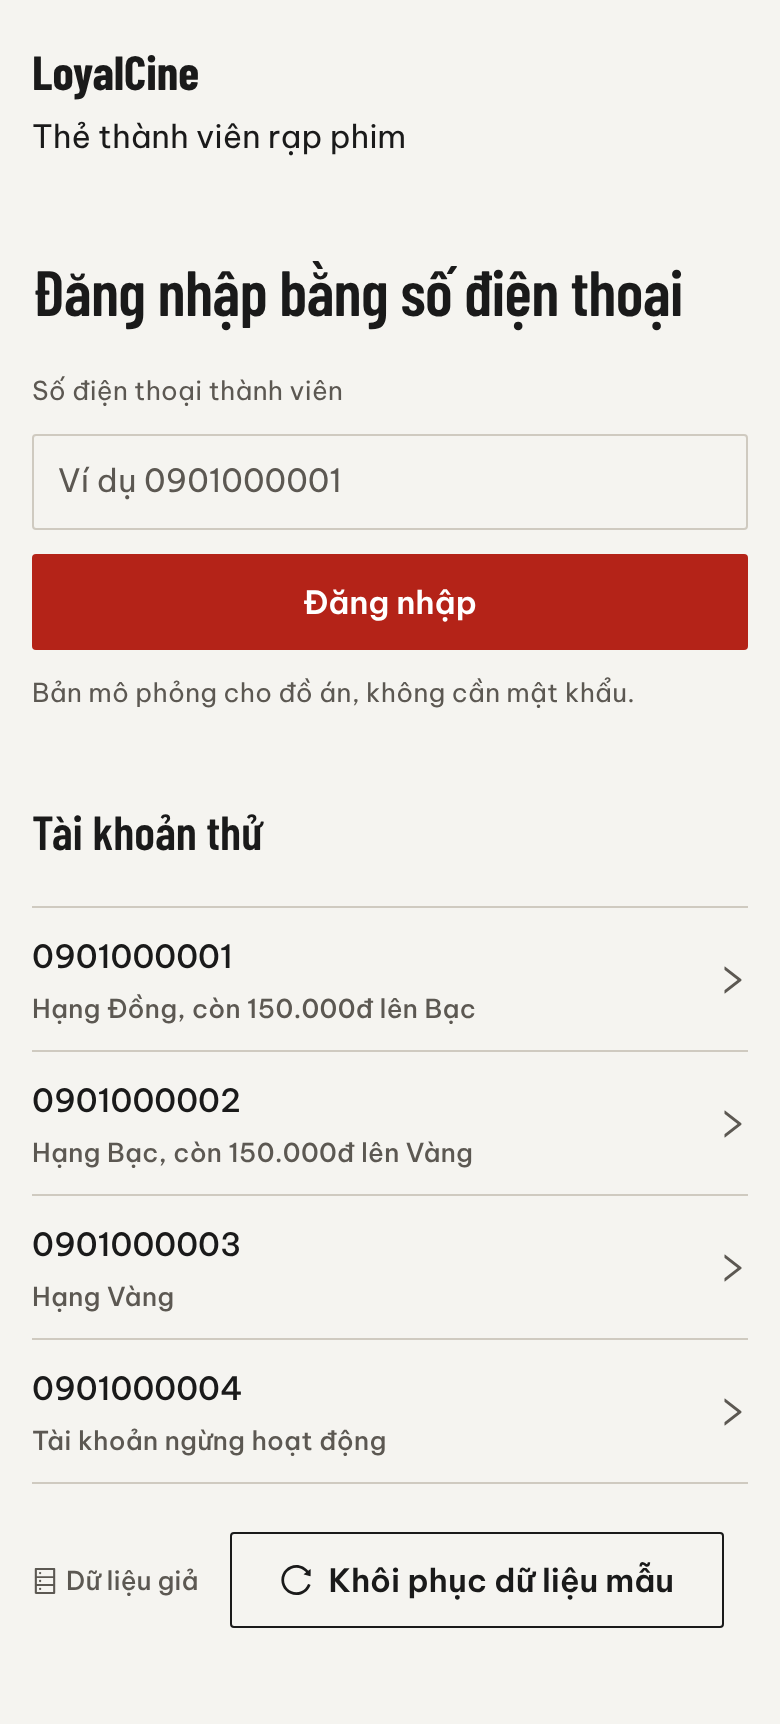 LoyalCine
Thẻ thành viên rạp phim
Đăng nhập bằng số điện thoại
Số điện thoại thành viên
Ví dụ 0901000001
Đăng nhập
Bản mô phỏng cho đồ án, không cần mật khẩu.
Tài khoản thử
0901000001
Hạng Đồng, còn 150.000đ lên Bạc
0901000002
Hạng Bạc, còn 150.000đ lên Vàng
0901000003
Hạng Vàng
0901000004
Tài khoản ngừng hoạt động
Dữ liệu giả
Khôi phục dữ liệu mẫu